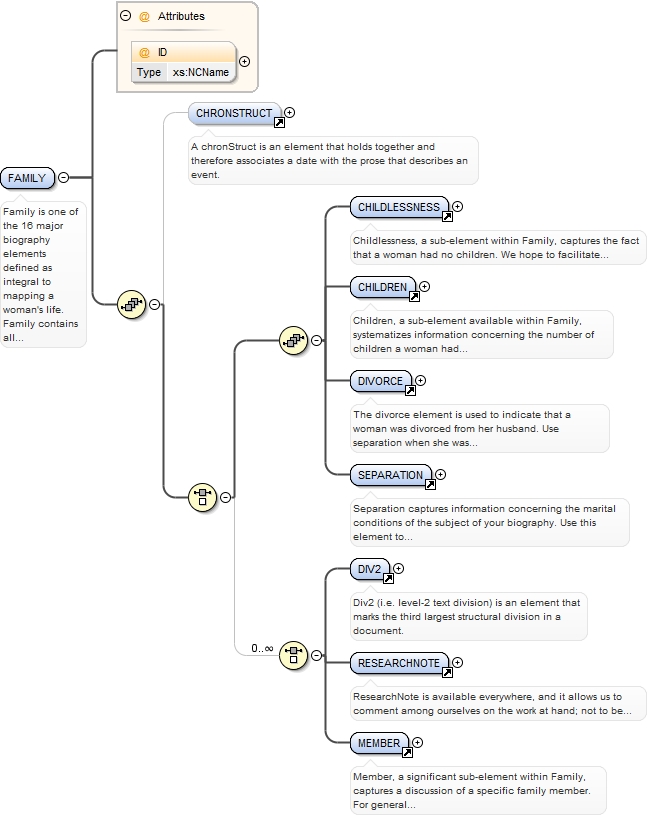 @ Attributes
@ ID
Type xs:NCName
CHRONSTRUCT
A chronStruct is an element that holds together and
therefore associates a date with the prose that describes an
event.
FAMILY
Family is one of
the 16 major
biography
elements
defined as
integral to
mapping a
woman's life.
Family contains
all...
CHILDLESSNESS
Childlessness, a sub-element within Family, captures the fact
that a woman had no children. We hope to facilitate...
CHILDREN
Children, a sub-element available within Family,
systematizes information concerning the number of
children a woman had...
DIVORCE
The divorce element is used to indicate that a
woman was divorced from her husband. Use
separation when she was...
SEPARATION
Separation captures information concerning the marital
conditions of the subject of your biography. Use this
element to...
0..∞
DIV2
Div2 (i.e. level-2 text division) is an element that
marks the third largest structural division in a
document.
RESEARCHNOTE
ResearchNote is available everywhere, and it allows us to
comment among ourselves on the work at hand; not to be...
MEMBER
Member, a significant sub-element within Family,
captures a discussion of a specific family member.
For general...